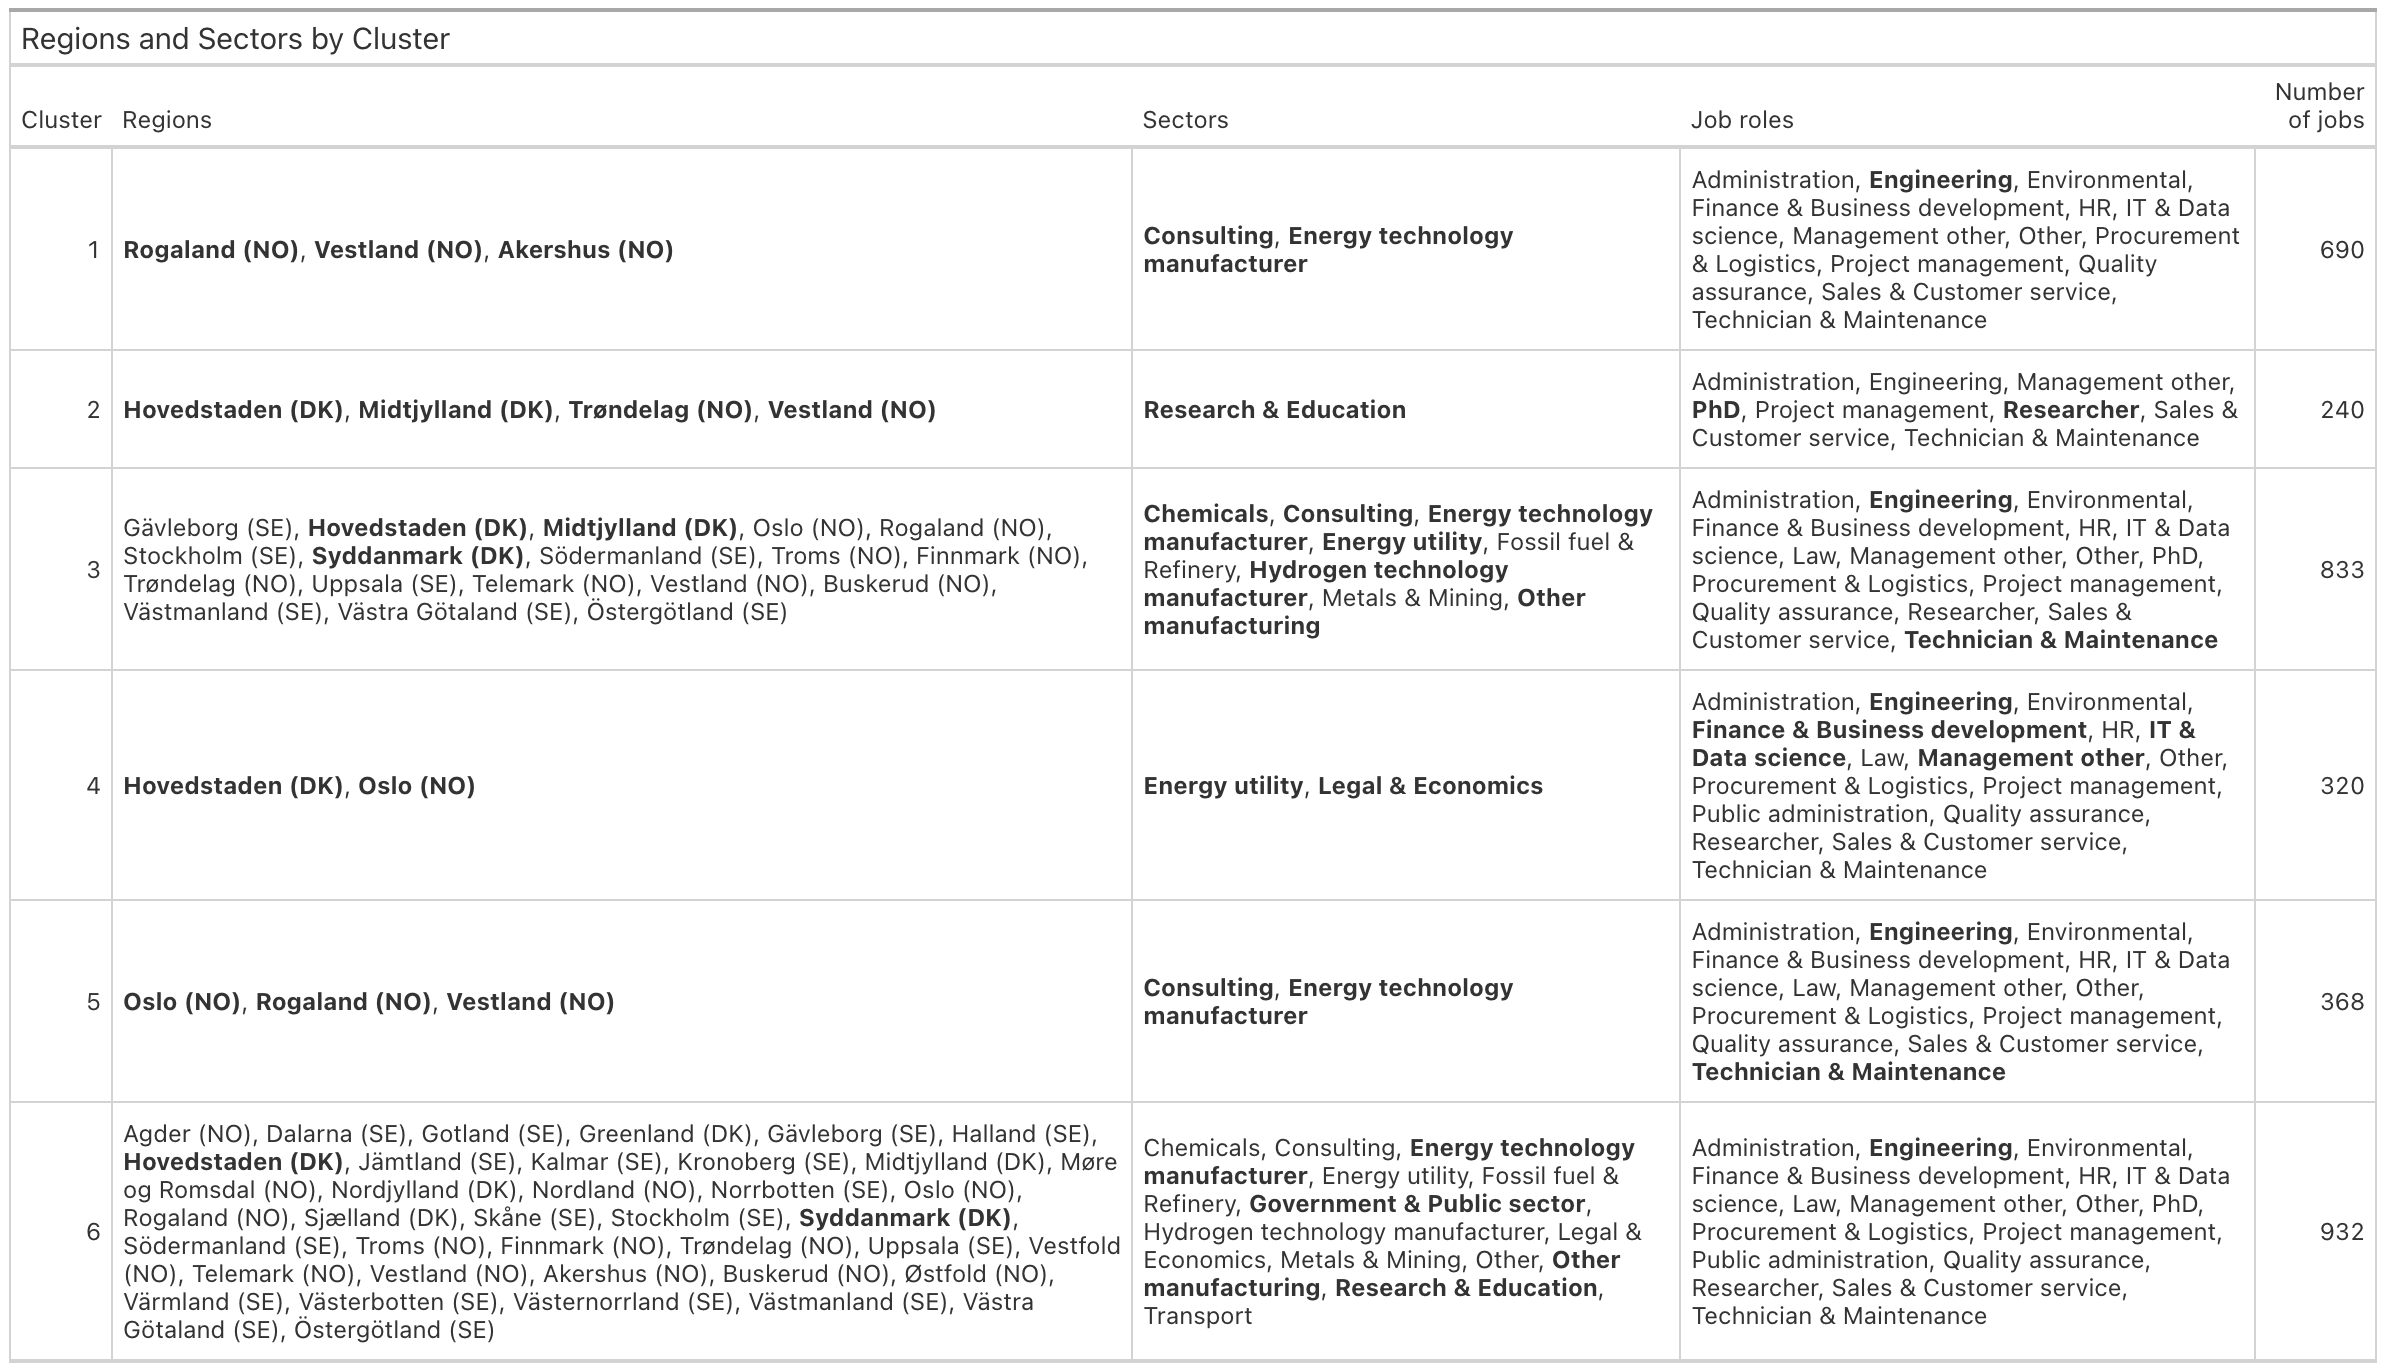 Regions and Sectors by Cluster
Cluster Regions Sectors Job roles Number of jobs
1
Rogaland (NO), Vestland (NO), Akershus (NO)
Consulting, Energy technology
manufacturer
Administration, Engineering, Environmental,
Finance & Business development, HR, IT & Data
science, Management other, Other, Procurement
& Logistics, Project management, Quality
assurance, Sales & Customer service,
Technician & Maintenance
690
2
Hovedstaden (DK), Midtjylland (DK), Trøndelag (NO), Vestland (NO)
Research & Education
Administration, Engineering, Management other,
PhD, Project management, Researcher, Sales &
Customer service, Technician & Maintenance
240
3
Gävleborg (SE), Hovedstaden (DK), Midtjylland (DK), Oslo (NO), Rogaland (NO),
Stockholm (SE), Syddanmark (DK), Södermanland (SE), Troms (NO), Finnmark (NO),
Trøndelag (NO), Uppsala (SE), Telemark (NO), Vestland (NO), Buskerud (NO),
Västmanland (SE), Västra Götaland (SE), Östergötland (SE)
Chemicals, Consulting, Energy technology
manufacturer, Energy utility, Fossil fuel &
Refinery, Hydrogen technology
manufacturer, Metals & Mining, Other
manufacturing
Administration, Engineering, Environmental,
Finance & Business development, HR, IT & Data
science, Law, Management other, Other, PhD,
Procurement & Logistics, Project management,
Quality assurance, Researcher, Sales &
Customer service, Technician & Maintenance
833
4
Hovedstaden (DK), Oslo (NO)
Energy utility, Legal & Economics
Administration, Engineering, Environmental,
Finance & Business development, HR, IT &
Data science, Law, Management other, Other,
Procurement & Logistics, Project management,
Public administration, Quality assurance,
Researcher, Sales & Customer service,
Technician & Maintenance
320
5
Oslo (NO), Rogaland (NO), Vestland (NO)
Consulting, Energy technology
manufacturer
Administration, Engineering, Environmental,
Finance & Business development, HR, IT & Data
science, Law, Management other, Other,
Procurement & Logistics, Project management,
Quality assurance, Sales & Customer service,
Technician & Maintenance
368
6
Agder (NO), Dalarna (SE), Gotland (SE), Greenland (DK), Gävleborg (SE), Halland (SE),
Hovedstaden (DK), Jämtland (SE), Kalmar (SE), Kronoberg (SE), Midtjylland (DK), Møre
og Romsdal (NO), Nordjylland (DK), Nordland (NO), Norrbotten (SE), Oslo (NO),
Rogaland (NO), Sjælland (DK), Skåne (SE), Stockholm (SE), Syddanmark (DK),
Södermanland (SE), Troms (NO), Finnmark (NO), Trøndelag (NO), Uppsala (SE), Vestfold
(NO), Telemark (NO), Vestland (NO), Akershus (NO), Buskerud (NO), Østfold (NO),
Värmland (SE), Västerbotten (SE), Västernorrland (SE), Västmanland (SE), Västra
Götaland (SE), Östergötland (SE)
Chemicals, Consulting, Energy technology
manufacturer, Energy utility, Fossil fuel &
Refinery, Government & Public sector,
Hydrogen technology manufacturer, Legal &
Economics, Metals & Mining, Other, Other
manufacturing, Research & Education,
Transport
Administration, Engineering, Environmental,
Finance & Business development, HR, IT & Data
science, Law, Management other, Other, PhD,
Procurement & Logistics, Project management,
Public administration, Quality assurance,
Researcher, Sales & Customer service,
Technician & Maintenance
932